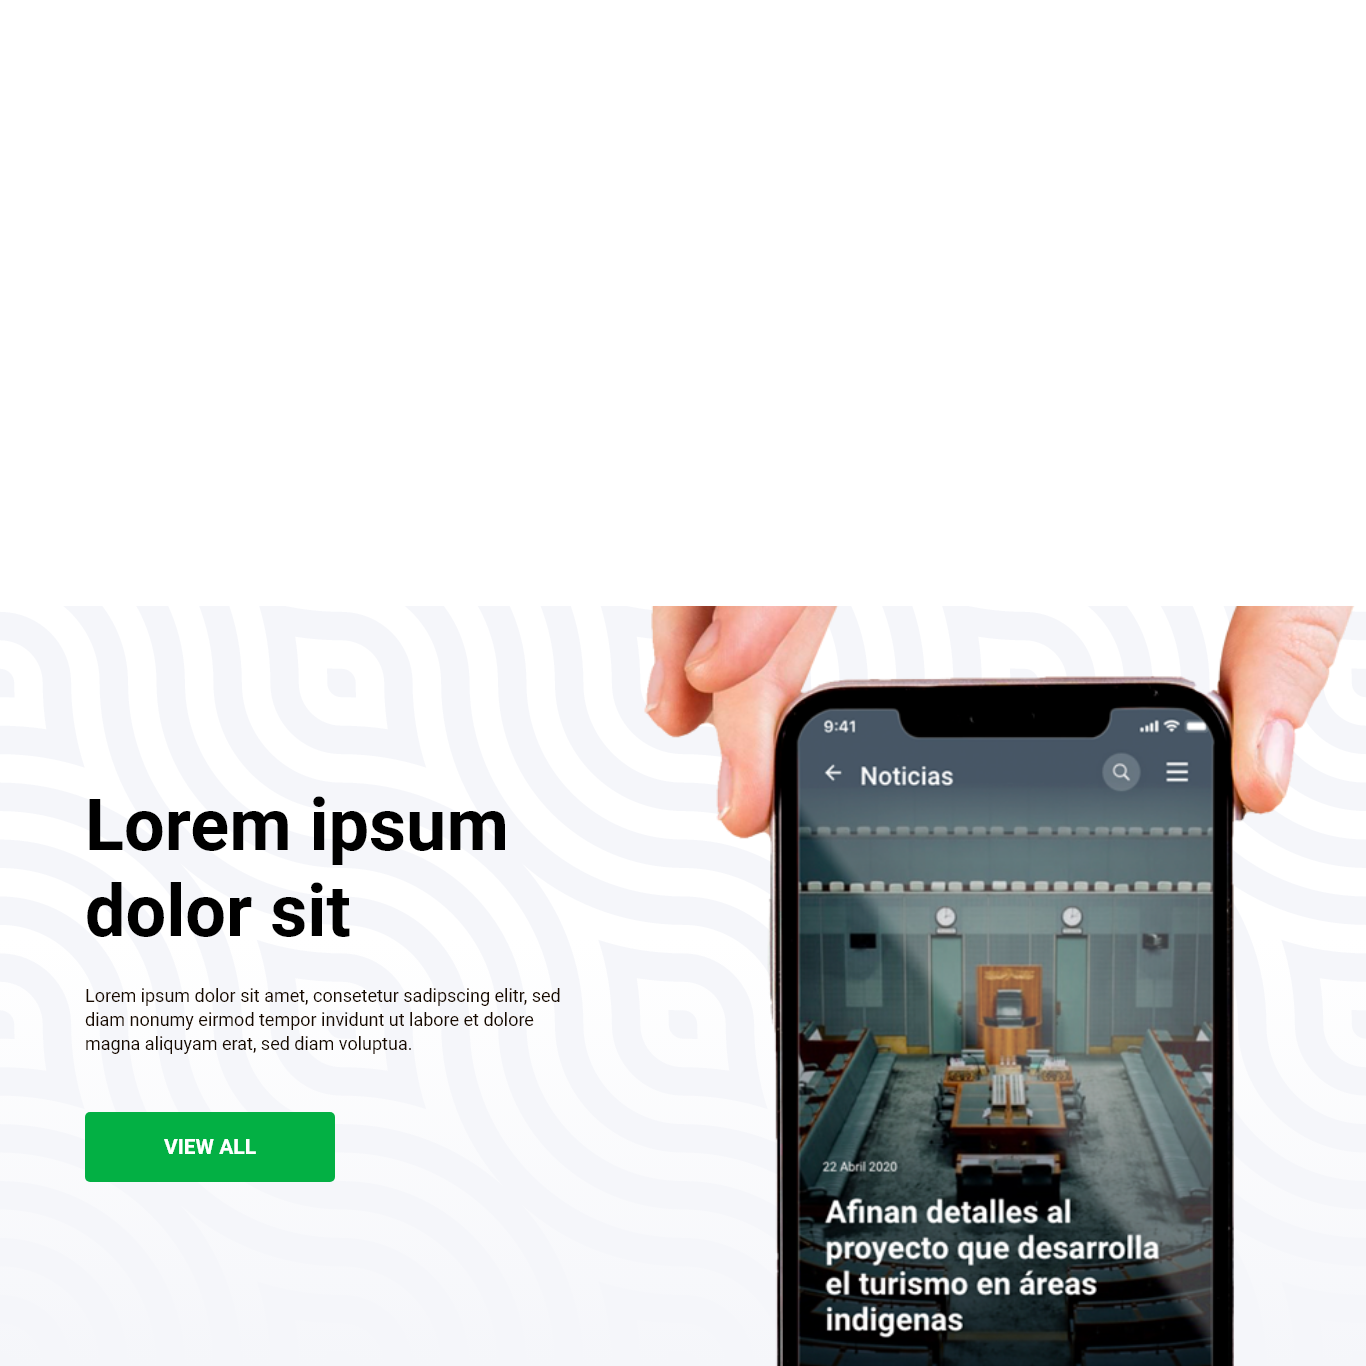 Lorem ipsum
dolor sit
Lorem ipsum dolor sit amet, consetetur sadipscing elitr, sed
diam nonumy eirmod tempor invidunt ut labore et dolore
magna aliquyam erat, sed diam voluptua.
VIEW ALL
9:41
Noticias
22 Abril 2020
Afinan detalles al
proyecto que desarrolla
el turismo en áreas
indigenas